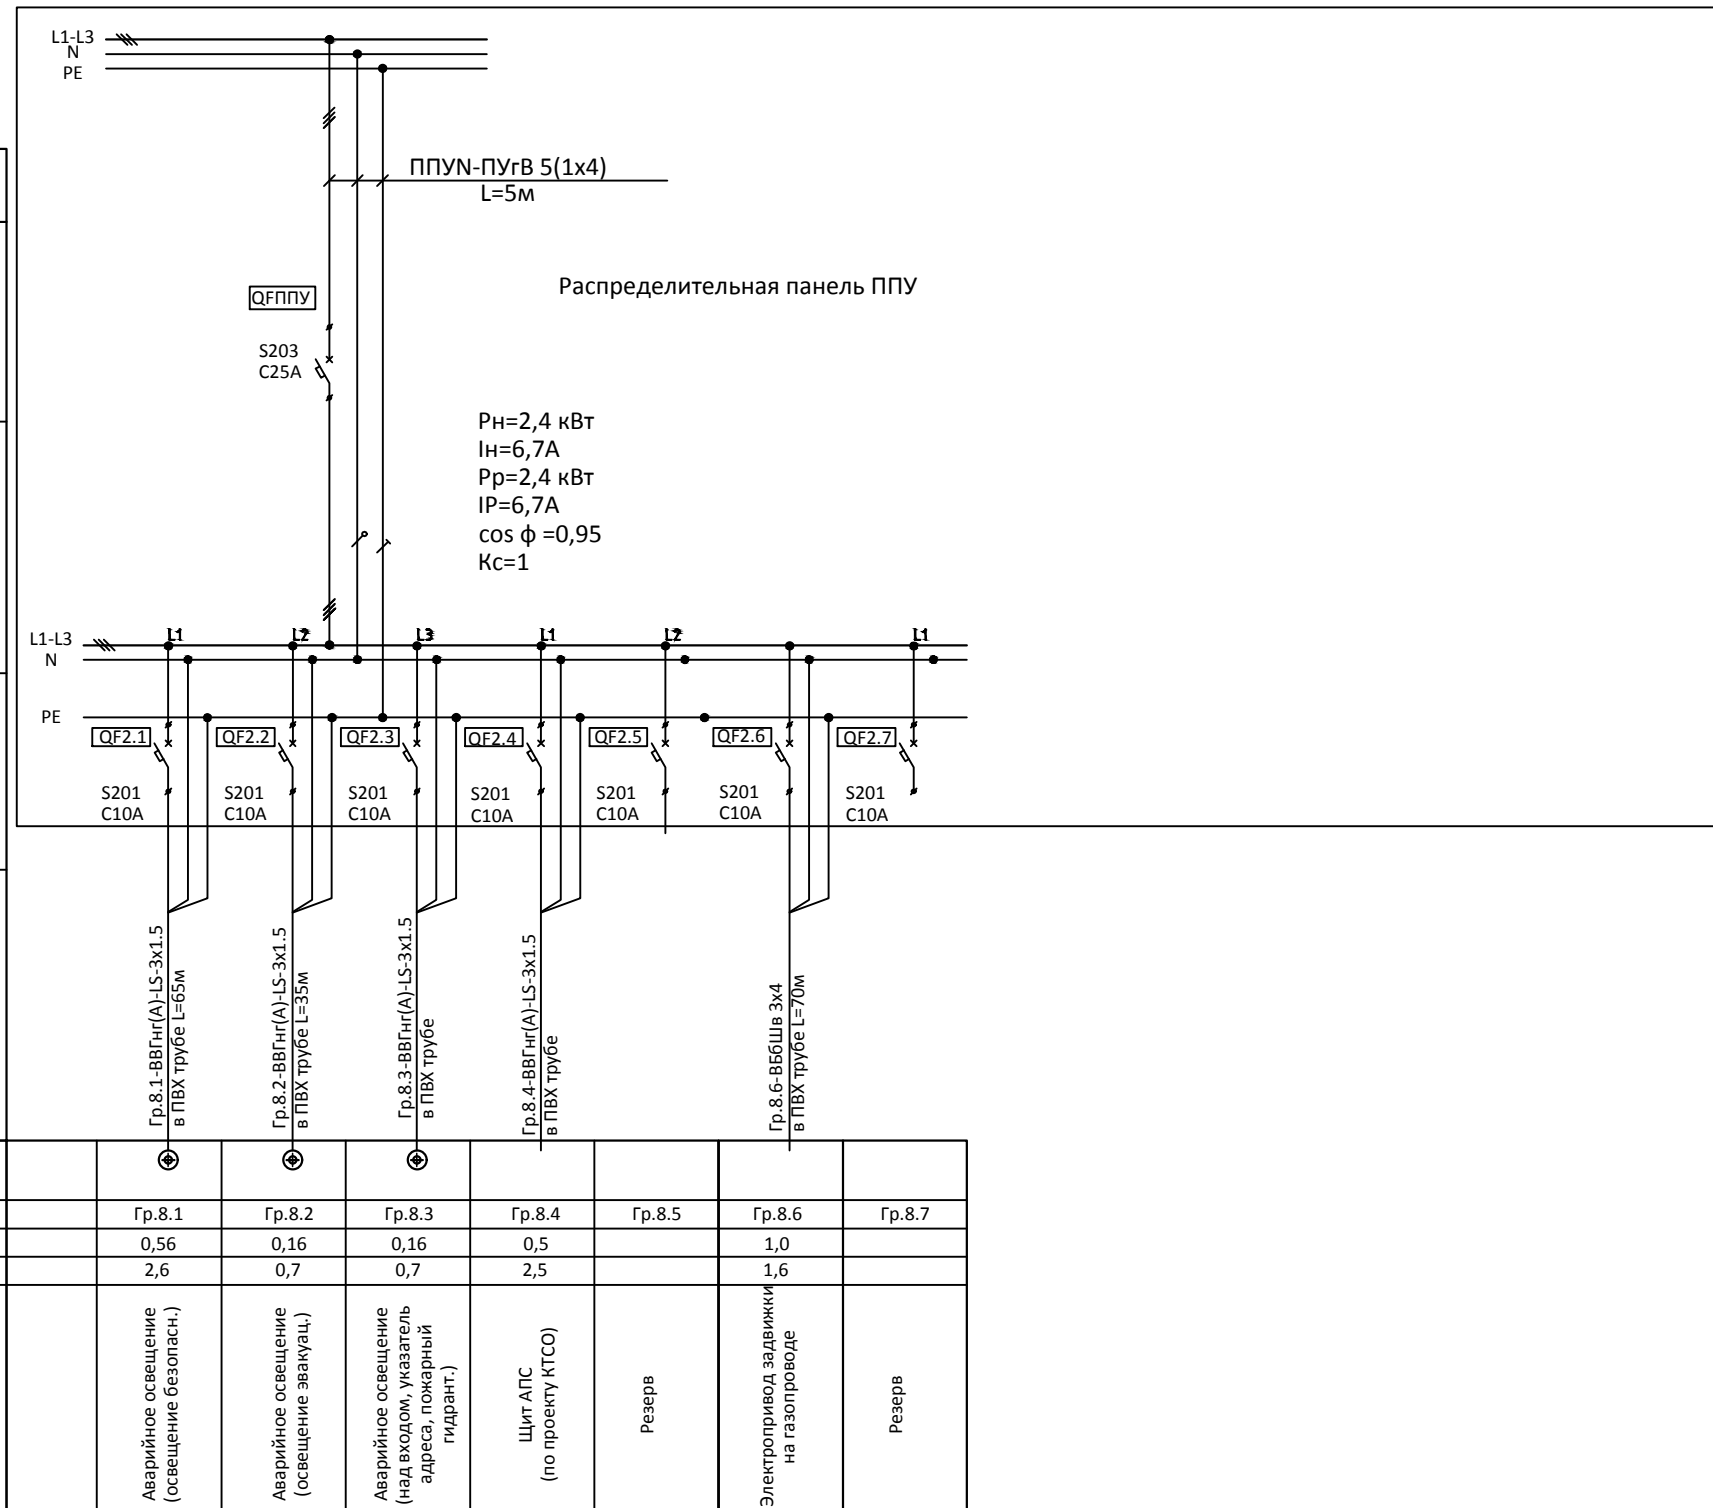 L1-L3
N
PE
ППУN-ПУгВ 5(1х4)
L=5м
Распределительная панель ППУ
QFППУ
S203
C25A
Рн=2,4 кВт
Iн=6,7А
Рр=2,4 кВт
IР=6,7А
cos ф =0,95
Кс=1
L1-L3
N
PE
L1
L2
L3
L1
L2
L1
QF2.1
QF2.2
QF2.3
QF2.4
QF2.5
QF2.6
QF2.7
S201
C10A
S201
C10A
S201
C10A
S201
C10A
S201
C10A
S201
C10A
S201
C10A
Гр.8.1-ВВГнг(А)-LS-3х1.5
в ПВХ трубе L=65м
Гр.8.2-ВВГнг(А)-LS-3х1.5
в ПВХ трубе L=35м
Гр.8.3-ВВГнг(А)-LS-3х1.5
в ПВХ трубе
Гр.8.4-ВВГнг(А)-LS-3х1.5
в ПВХ трубе
Гр.8.6-ВБбШв 3х4
в ПВХ трубе L=70м
Гр.8.1 Гр.8.2 Гр.8.3 Гр.8.4 Гр.8.5 Гр.8.6 Гр.8.7
0,56 0,16 0,16 0,5 1,0
2,6 0,7 0,7 2,5 1,6
Аварийное освещение
(освещение безопасн.)
Аварийное освещение
(освещение эвакуац.)
Аварийное освещение
(над входом, указатель
адреса, пожарный
гидрант.)
Щит АПС
(по проекту КТСО)
Резерв
Электропривод задвижки
на газопроводе
Резерв